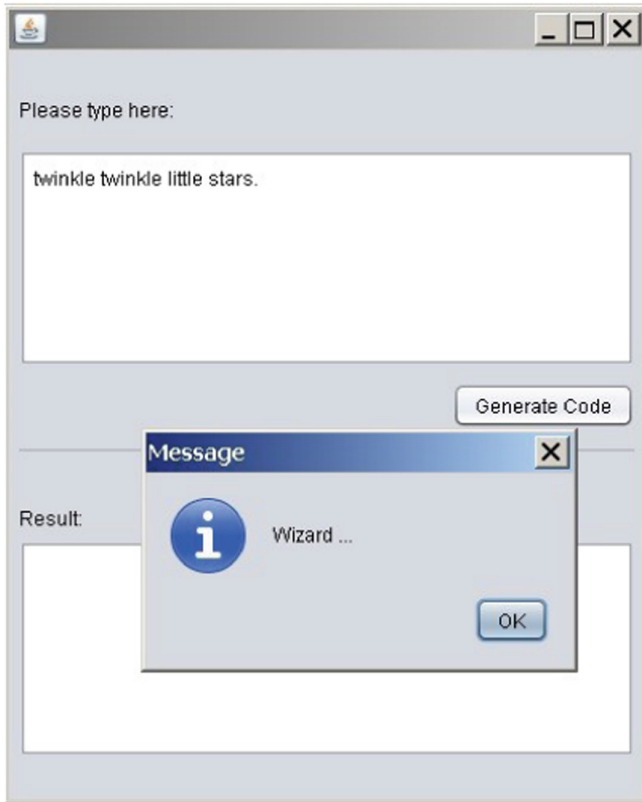 Please type here:
twinkle twinkle little stars.
Generate Code
Message
Wizard ...
OK
Result: